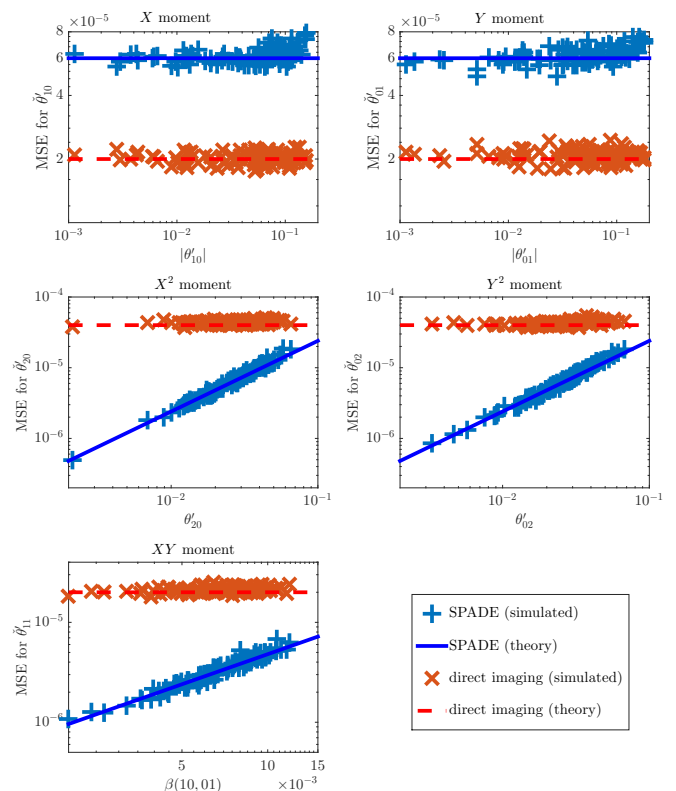 ×10⁻⁵ X moment
8
6
4
2
MSE for θ̌′₁₀
10⁻³ 10⁻² 10⁻¹
|θ′₁₀|
×10⁻⁵ Y moment
8
6
4
2
MSE for θ̌′₀₁
10⁻³ 10⁻² 10⁻¹
|θ′₀₁|
X² moment
10⁻⁴
10⁻⁵
10⁻⁶
MSE for θ̌′₂₀
10⁻² 10⁻¹
θ′₂₀
Y² moment
10⁻⁴
10⁻⁵
10⁻⁶
MSE for θ̌′₀₂
10⁻² 10⁻¹
θ′₀₂
XY moment
10⁻⁵
10⁻⁶
MSE for θ̌′₁₁
5 10 15
β(10, 01) ×10⁻³
SPADE (simulated)
SPADE (theory)
direct imaging (simulated)
direct imaging (theory)